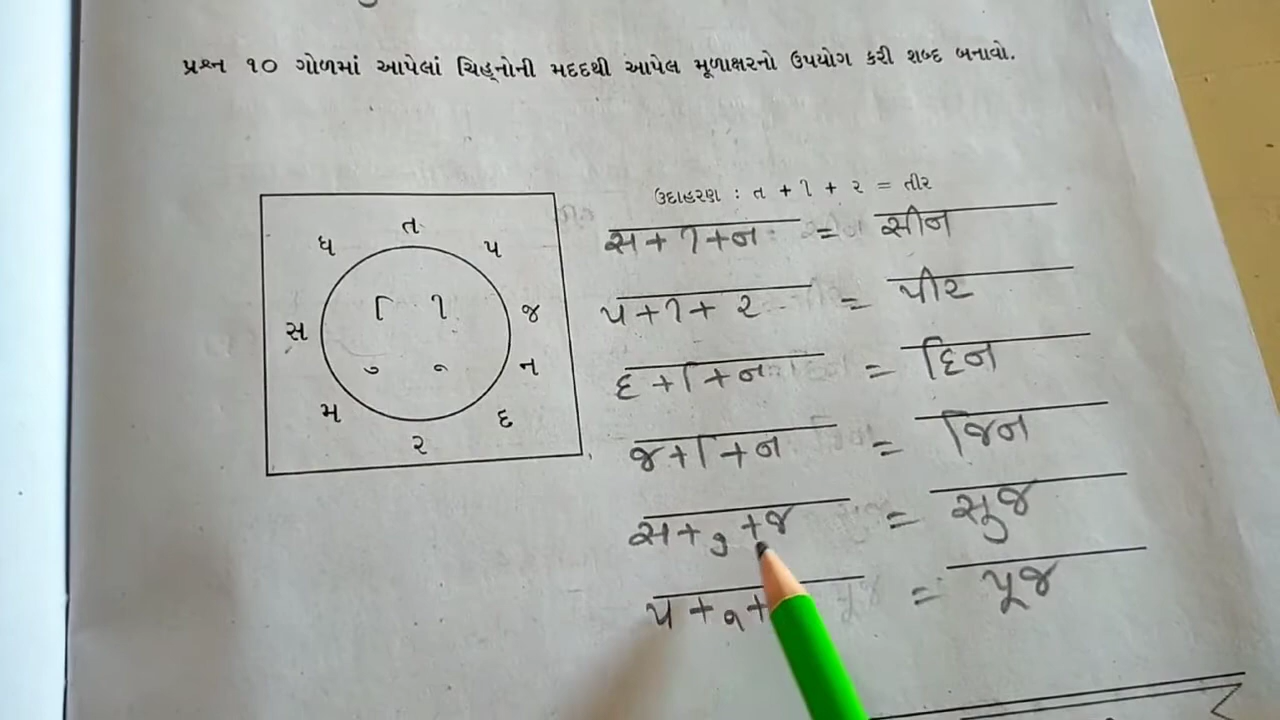 પ્રશ્ન ૧૦ ગોળમાં આપેલાં ચિહ્નોની મદદથી આપેલ મૂળાક્ષરનો ઉપયોગ કરી શબ્દ બનાવો.
ઉદાહરણ : ત + ી + ર = તીર
ત
ધ પ
િ ી
સ જ
ુ ૂ ન
મ દ
ર
સ + ી + ન = સીન
પ + ી + ર = પીર
દ + િ + ન = દિન
જ + િ + ન = જિન
સ + ુ + જ = સુજ
પ + ૂ + = પૂજ